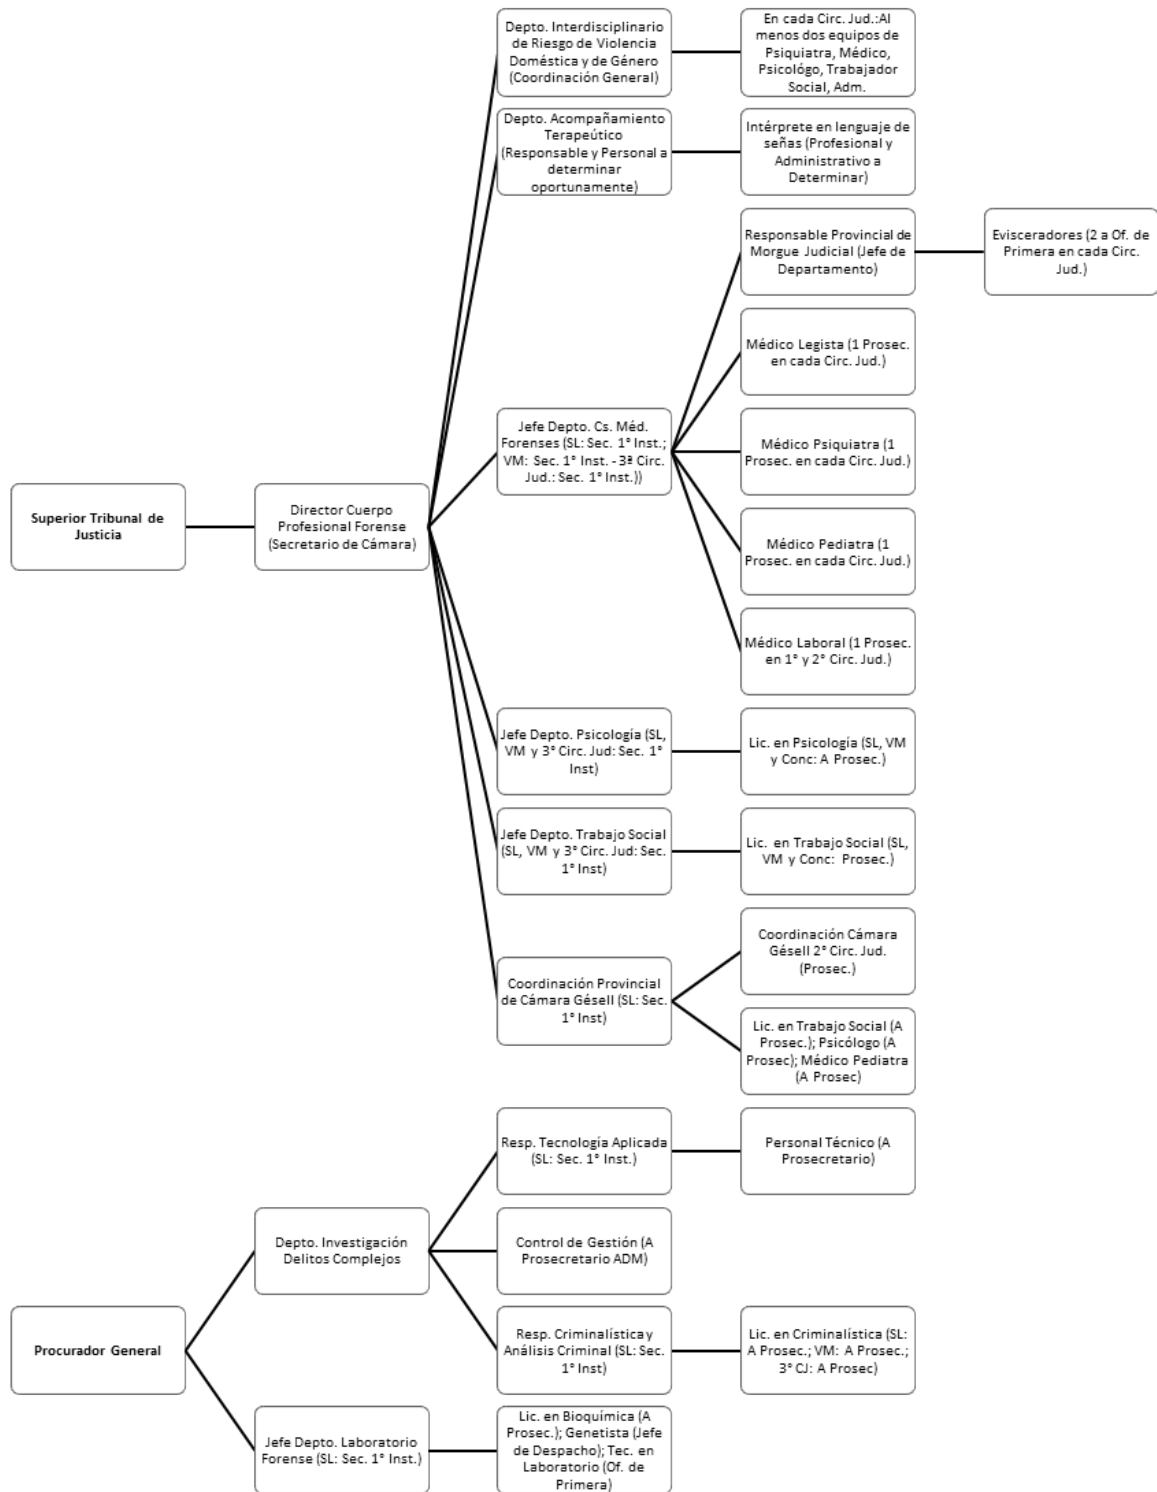 Depto. Interdisciplinario
de Riesgo de Violencia
Doméstica y de Género
(Coordinación General)
En cada Circ. Jud.:Al
menos dos equipos de
Psiquiatra, Médico,
Psicológo, Trabajador
Social, Adm.
Depto. Acompañamiento
Terapeútico
(Responsable y Personal a
determinar
oportunamente)
Intérprete en lenguaje de
señas (Profesional y
Administrativo a
Determinar)
Responsable Provincial de
Morgue Judicial (Jefe de
Departamento)
Evisceradores (2 a Of. de
Primera en cada Circ.
Jud.)
Médico Legista (1 Prosec.
en cada Circ. Jud.)
Jefe Depto. Cs. Méd.
Forenses (SL: Sec. 1° Inst.;
VM: Sec. 1° Inst. - 3ª Circ.
Jud.: Sec. 1° Inst.))
Médico Psiquiatra (1
Prosec. en cada Circ. Jud.)
Superior Tribunal de
Justicia
Director Cuerpo
Profesional Forense
(Secretario de Cámara)
Médico Pediatra (1
Prosec. en cada Circ. Jud.)
Médico Laboral (1 Prosec.
en 1° y 2° Circ. Jud.)
Jefe Depto. Psicología (SL,
VM y 3° Circ. Jud: Sec. 1°
Inst)
Lic. en Psicología (SL, VM
y Conc: A Prosec.)
Jefe Depto. Trabajo Social
(SL, VM y 3° Circ. Jud: Sec.
1° Inst)
Lic. en Trabajo Social (SL,
VM y Conc: Prosec.)
Coordinación Provincial
de Cámara Gésell (SL: Sec.
1° Inst)
Coordinación Cámara
Gésell 2° Circ. Jud.
(Prosec.)
Lic. en Trabajo Social (A
Prosec.); Psicólogo (A
Prosec); Médico Pediatra
(A Prosec)
Resp. Tecnología Aplicada
(SL: Sec. 1° Inst.)
Personal Técnico (A
Prosecretario)
Depto. Investigación
Delitos Complejos
Control de Gestión (A
Prosecretario ADM)
Procurador General
Resp. Criminalística y
Análisis Criminal (SL: Sec.
1° Inst)
Lic. en Criminalística (SL:
A Prosec.; VM: A Prosec.;
3° CJ: A Prosec)
Jefe Depto. Laboratorio
Forense (SL: Sec. 1° Inst.)
Lic. en Bioquímica (A
Prosec.); Genetista (Jefe
de Despacho); Tec. en
Laboratorio (Of. de
Primera)